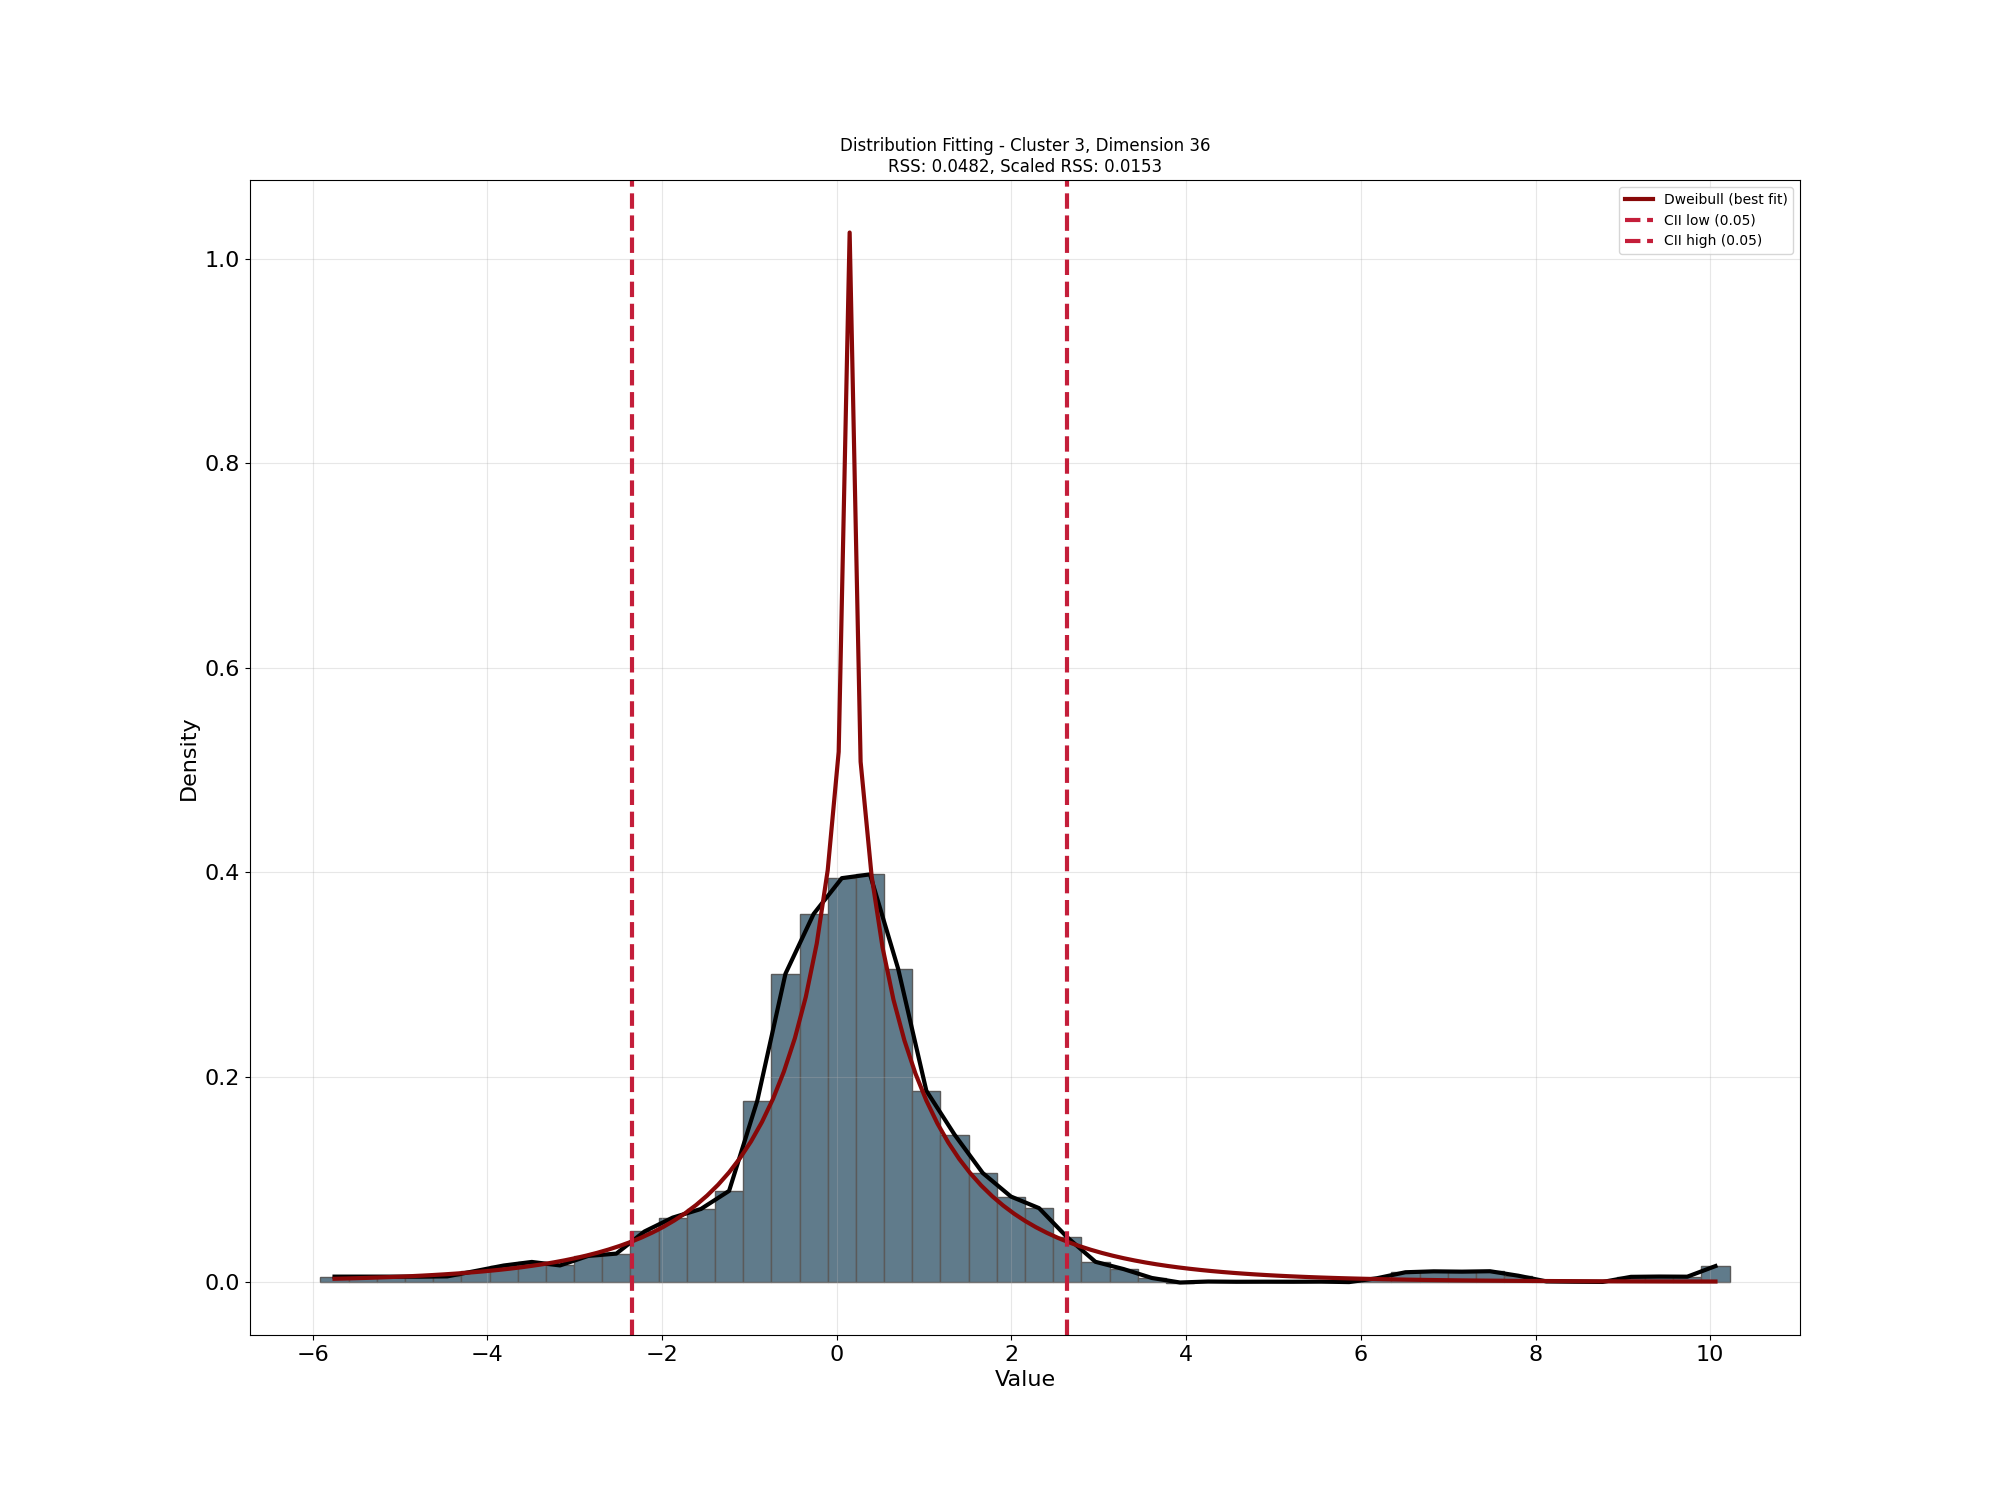 Distribution Fitting - Cluster 3, Dimension 36
RSS: 0.0482, Scaled RSS: 0.0153
Dweibull (best fit)
CII low (0.05)
CII high (0.05)
1.0
0.8
0.6
0.4
0.2
0.0
Density
−6 −4 −2 0 2 4 6 8 10
Value